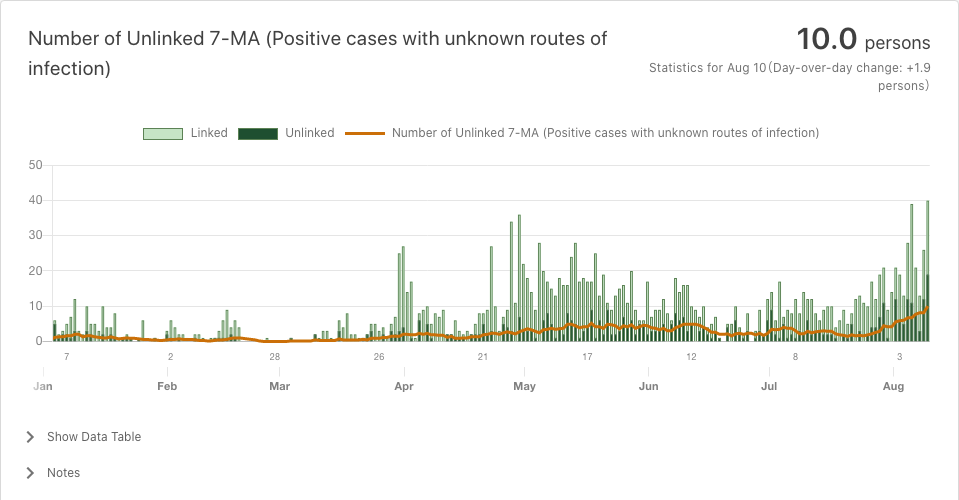 Number of Unlinked 7-MA (Positive cases with unknown routes of
infection)
10.0 persons
Statistics for Aug 10(Day-over-day change: +1.9
persons)
Linked Unlinked Number of Unlinked 7-MA (Positive cases with unknown routes of infection)
50
40
30
20
10
0
7 2 28 26 21 17 12 8 3
Jan Feb Mar Apr May Jun Jul Aug
Show Data Table
Notes